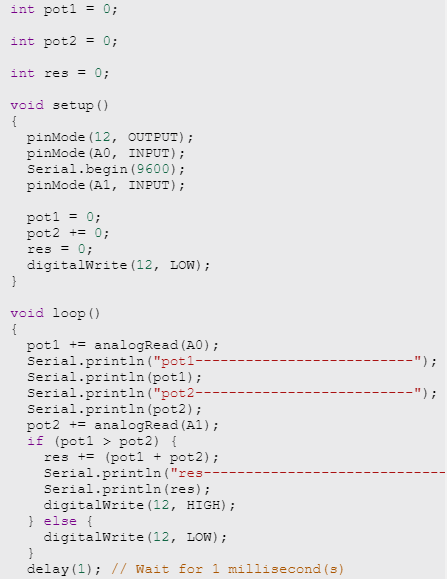 int pot1 = 0;
int pot2 = 0;
int res = 0;
void setup()
{
  pinMode(12, OUTPUT);
  pinMode(A0, INPUT);
  Serial.begin(9600);
  pinMode(A1, INPUT);
  pot1 = 0;
  pot2 += 0;
  res = 0;
  digitalWrite(12, LOW);
}
void loop()
{
  pot1 += analogRead(A0);
  Serial.println("pot1--------------------------");
  Serial.println(pot1);
  Serial.println("pot2--------------------------");
  Serial.println(pot2);
  pot2 += analogRead(A1);
  if (pot1 > pot2) {
    res += (pot1 + pot2);
    Serial.println("res-----------------------------
    Serial.println(res);
    digitalWrite(12, HIGH);
  } else {
    digitalWrite(12, LOW);
  }
  delay(1); // Wait for 1 millisecond(s)